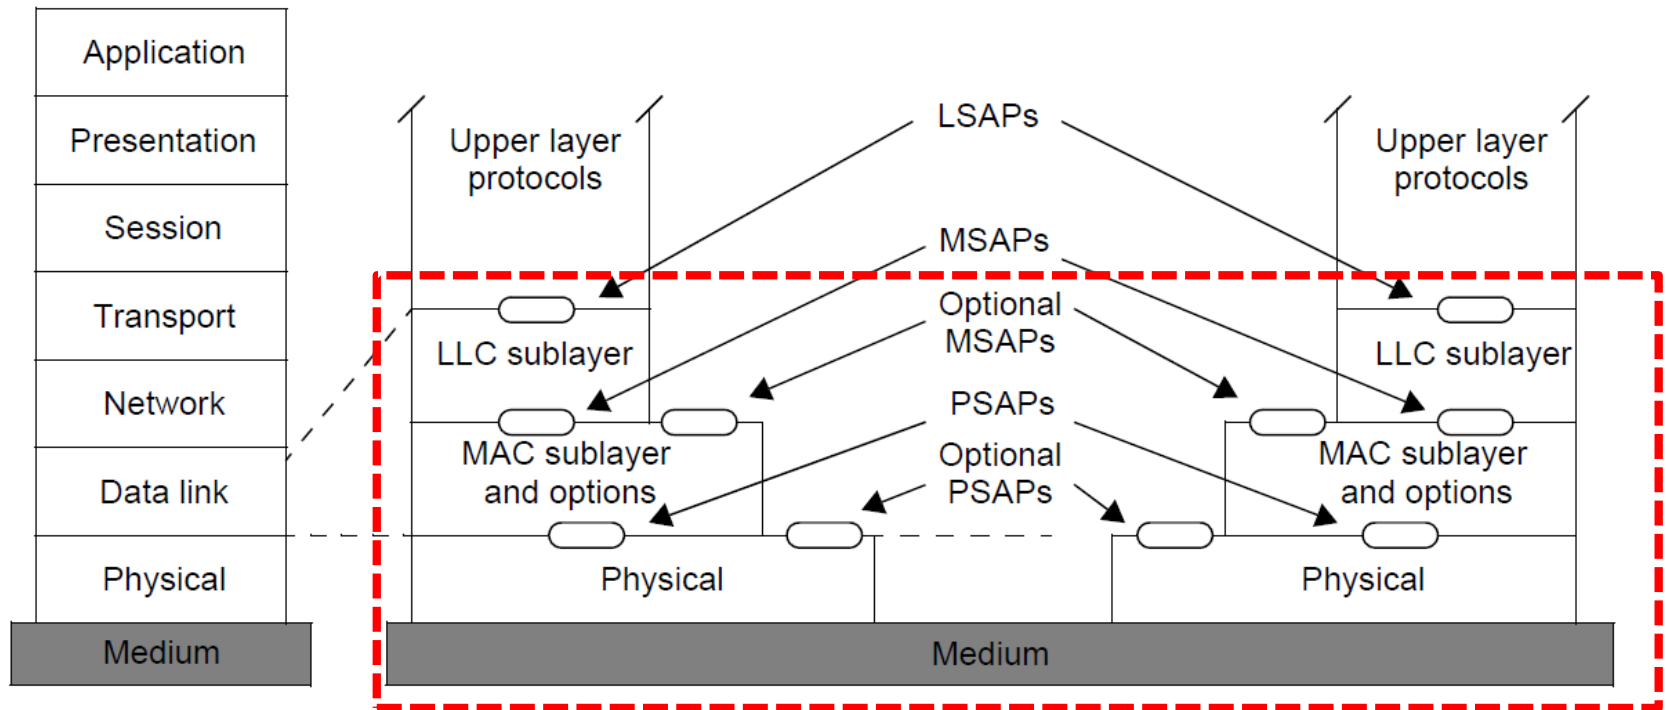 Application
Presentation
Session
Transport
Network
Data link
Physical
Medium
Upper layer
protocols
LLC sublayer
MAC sublayer
and options
Physical
LSAPs
MSAPs
Optional
MSAPs
PSAPs
Optional
PSAPs
Upper layer
protocols
LLC sublayer
MAC sublayer
and options
Physical
Medium